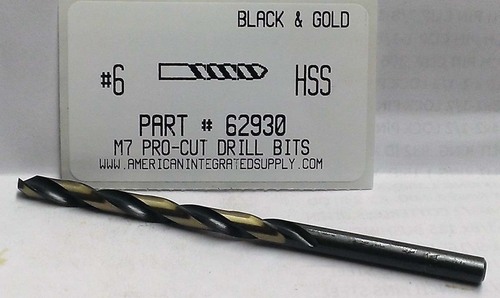 BLACK & GOLD
#6 HSS
PART # 62930
M7 PRO-CUT DRILL BITS
WWW.AMERICANINTEGRATEDSUPPLY.COM